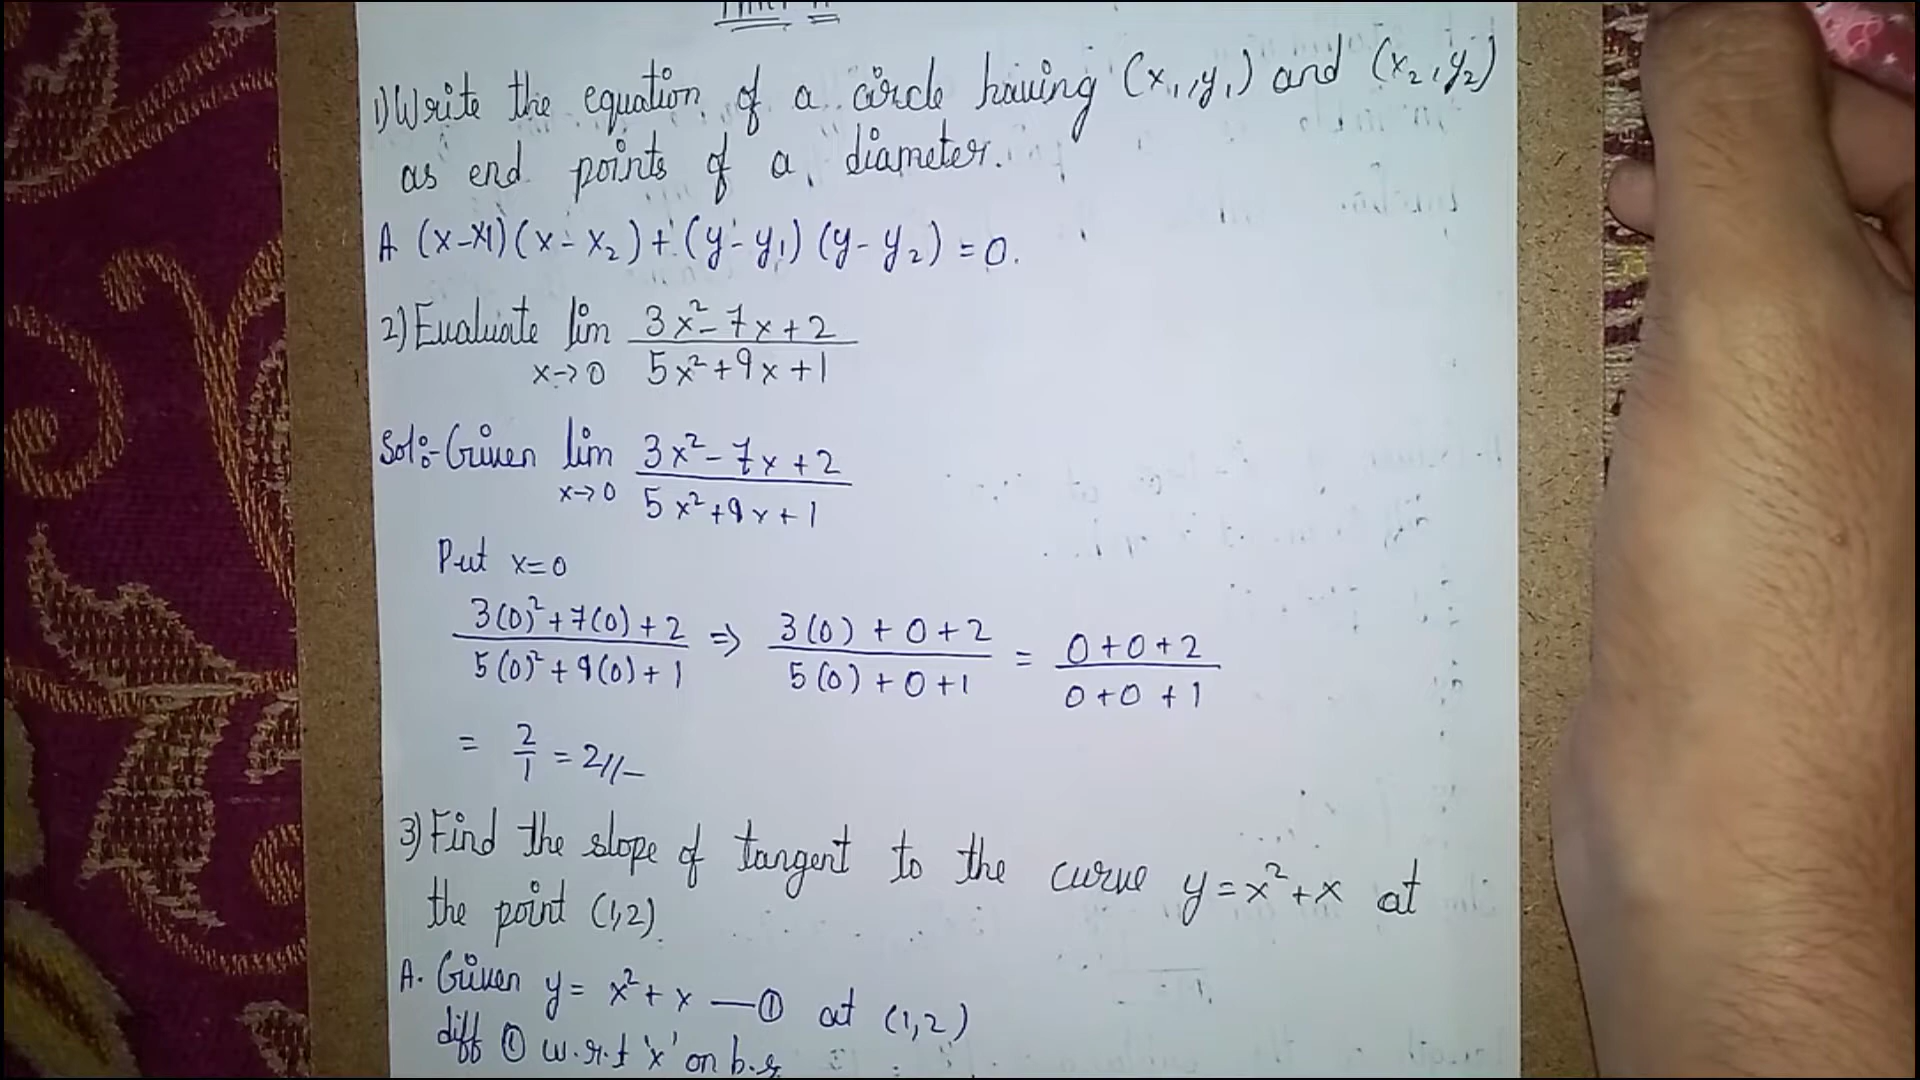 1) Write the equation of a circle having (x₁,y₁) and (x₂,y₂)
as end points of a diameter.
A (x-x1)(x-x₂)+(y-y₁)(y-y₂)=0.
2) Evaluate lim 3x²-7x+2
x→0 5x²+9x+1
Sol:- Given lim 3x²-7x+2
x→0 5x²+9x+1
Put x=0
3(0)²+7(0)+2 ⇒ 3(0)+0+2 = 0+0+2
5(0)²+9(0)+1 5(0)+0+1 0+0+1
= 2/1 = 2//-
3) Find the slope of tangent to the curve y=x²+x at
the point (1,2).
A. Given y= x²+x —① at (1,2)
diff ① w.r.t 'x' on b.s